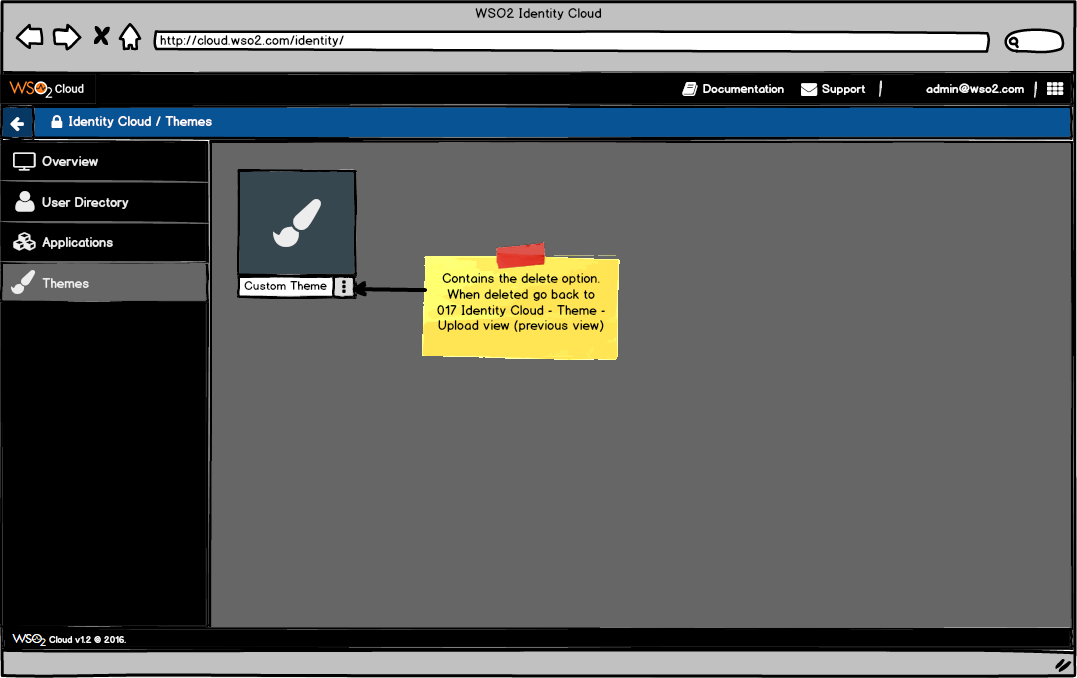 WSO2 Identity Cloud
http://cloud.wso2.com/identity/
WSO2 Cloud
Documentation
Support
admin@wso2.com
Identity Cloud / Themes
Overview
User Directory
Applications
Themes
Custom Theme
Contains the delete option.
When deleted go back to
017 Identity Cloud - Theme -
Upload view (previous view)
WSO2 Cloud v1.2 © 2016.